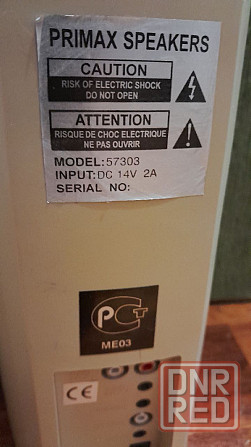 PRIMAX SPEAKERS
CAUTION
RISK OF ELECTRIC SHOCK
DO NOT OPEN
ATTENTION
RISQUE DE CHOC ELECTRIQUE
NE PAS OUVRIR
MODEL:57303
INPUT:DC 14V 2A
SERIAL NO:
РСТ
ME03
CE
DNR
RED